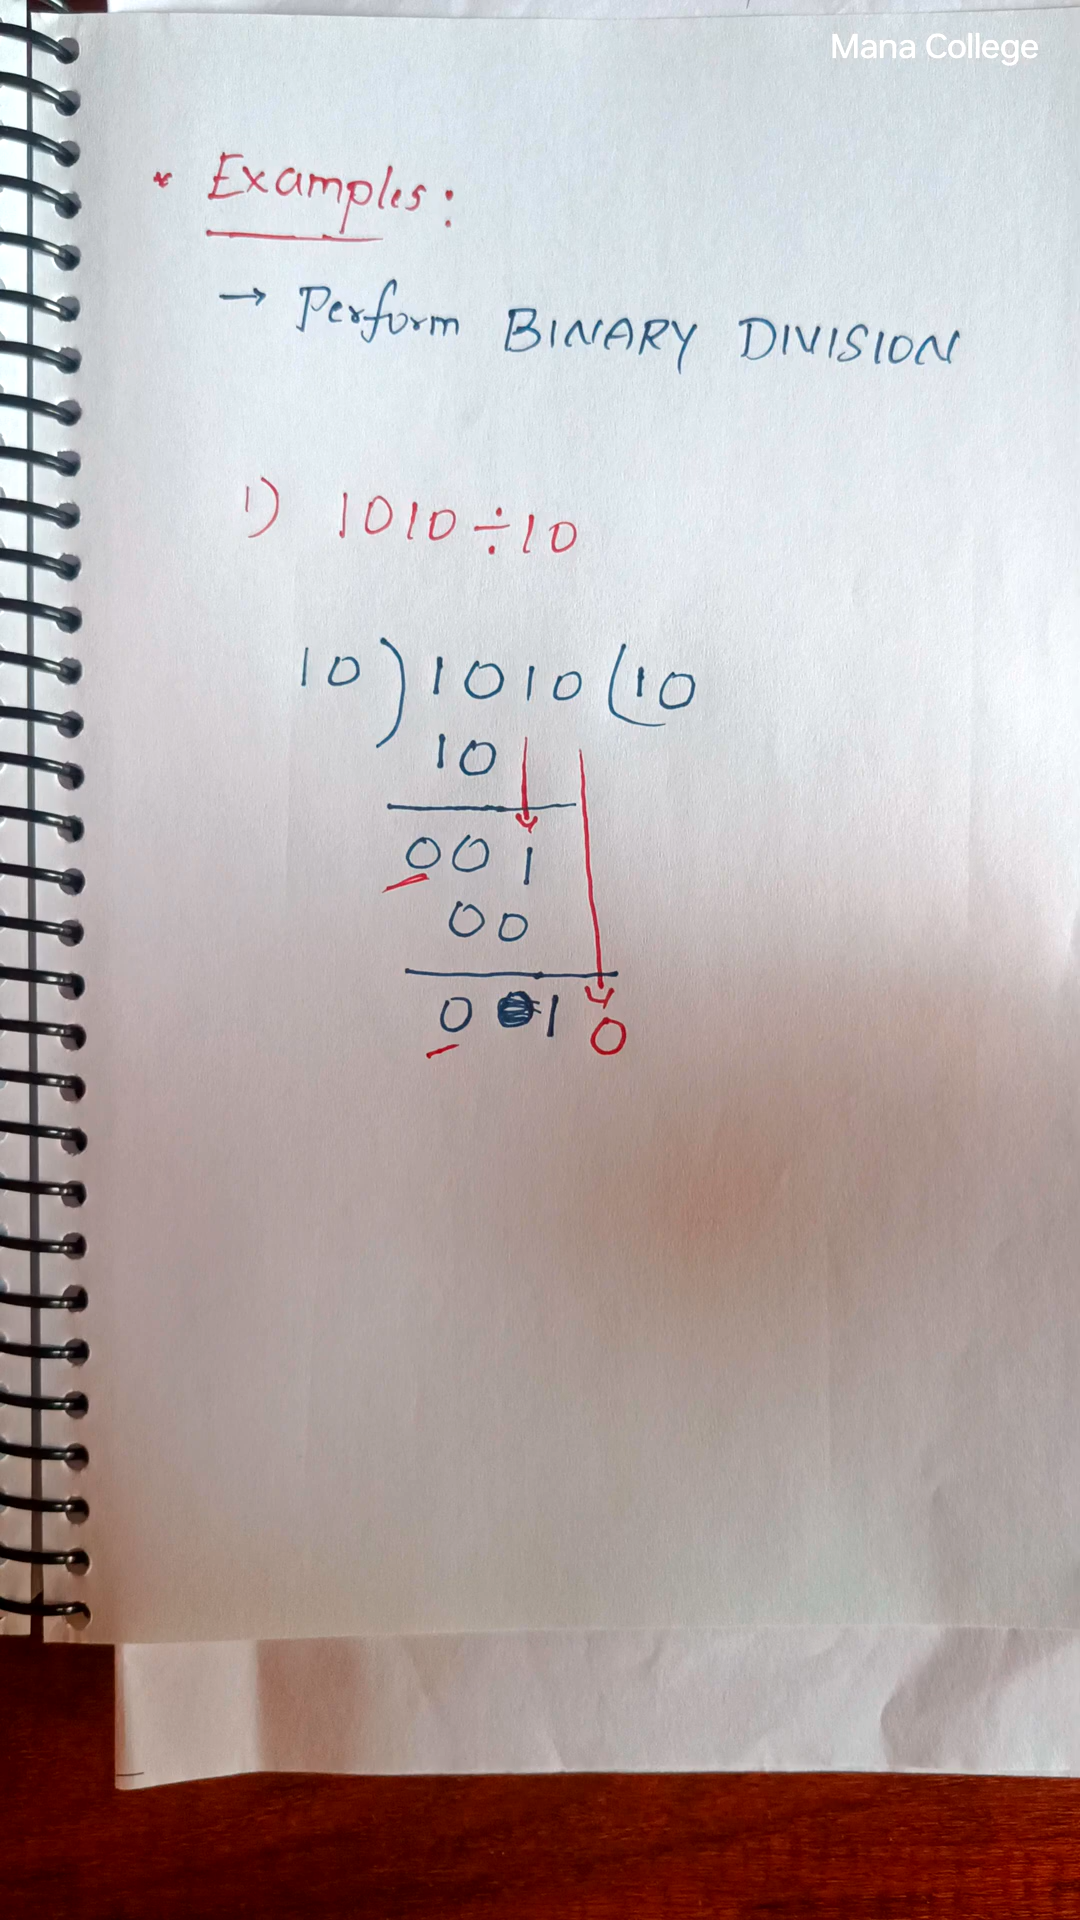 Mana College
* Examples:
→ Perform BINARY DIVISION
1) 1010÷10
10)1010(10
10
001
00
0 1 0